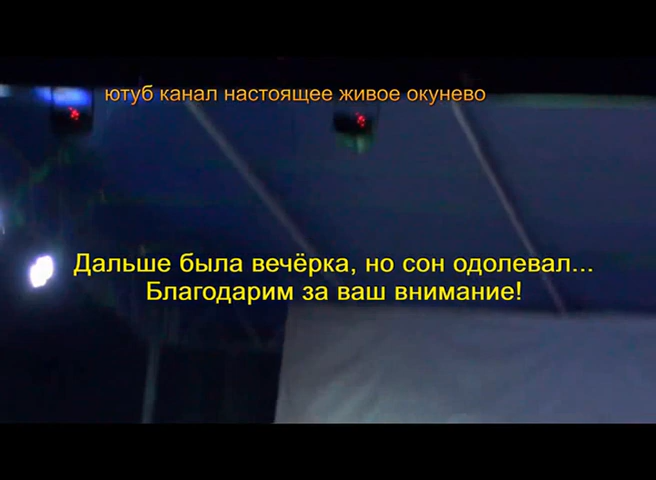 ютуб канал настоящее живое окунево
Дальше была вечёрка, но сон одолевал...
Благодарим за ваш внимание!